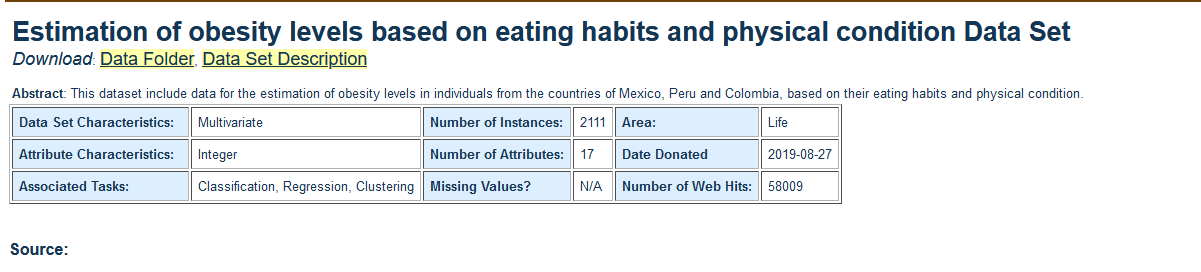 Estimation of obesity levels based on eating habits and physical condition Data Set
Download: Data Folder, Data Set Description
Abstract: This dataset include data for the estimation of obesity levels in individuals from the countries of Mexico, Peru and Colombia, based on their eating habits and physical condition.
Data Set Characteristics: Multivariate Number of Instances: 2111 Area: Life
Attribute Characteristics: Integer Number of Attributes: 17 Date Donated 2019-08-27
Associated Tasks: Classification, Regression, Clustering Missing Values? N/A Number of Web Hits: 58009
Source: